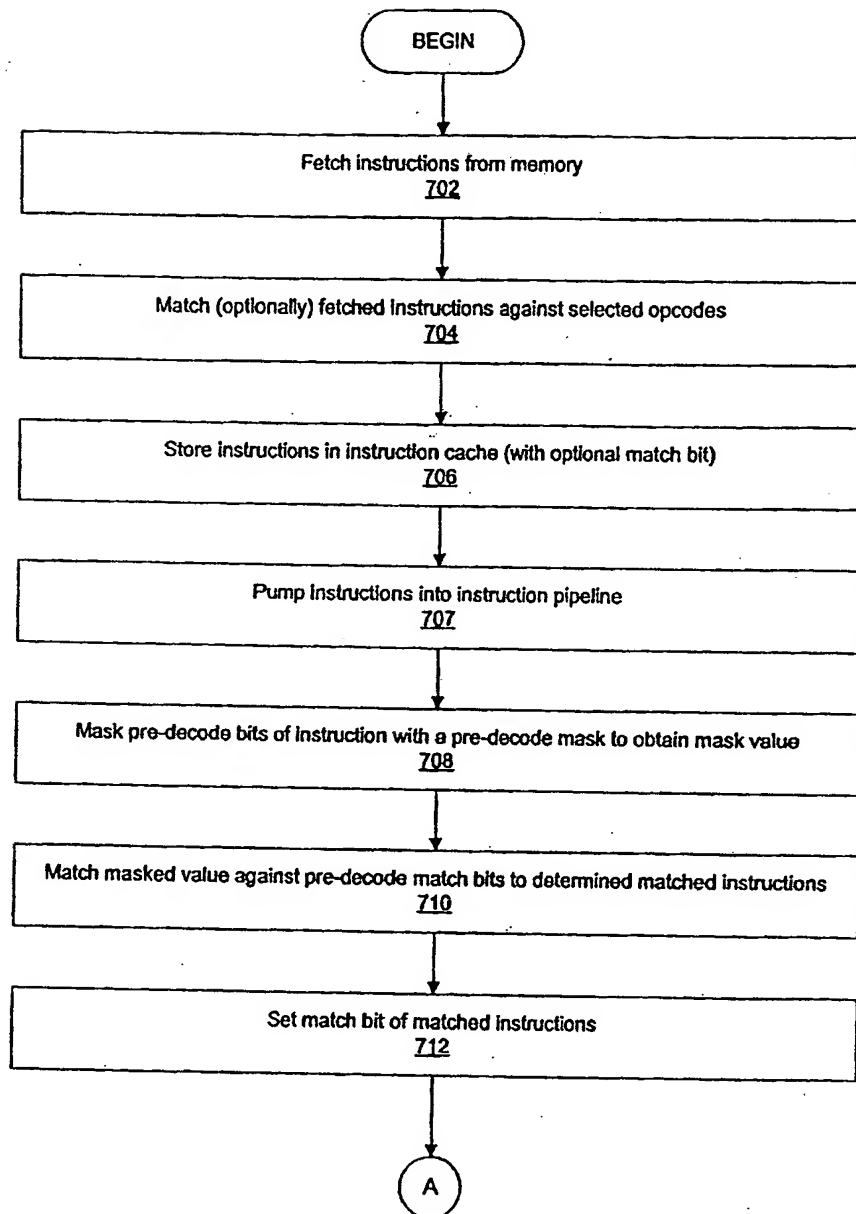 BEGIN
Fetch instructions from memory
702
Match (optionally) fetched instructions against selected opcodes
704
Store instructions in instruction cache (with optional match bit)
706
Pump instructions into instruction pipeline
707
Mask pre-decode bits of instruction with a pre-decode mask to obtain mask value
708
Match masked value against pre-decode match bits to determined matched instructions
710
Set match bit of matched instructions
712
A